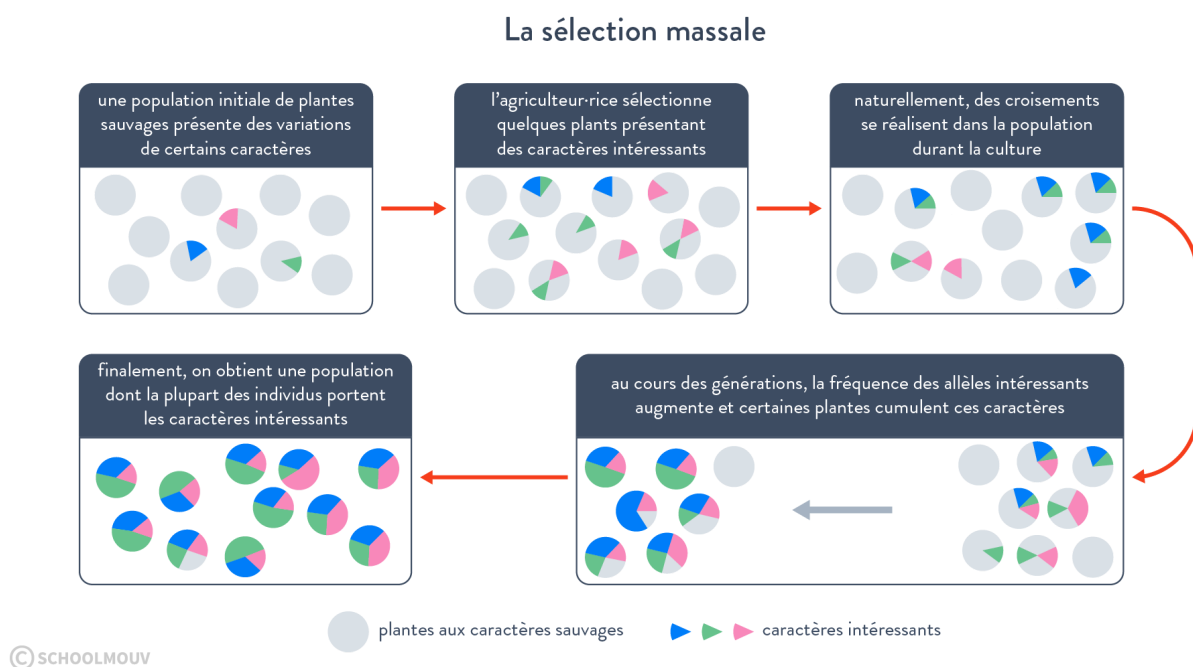 La sélection massale
une population initiale de plantes
sauvages présente des variations
de certains caractères
l'agriculteur·rice sélectionne
quelques plants présentant
des caractères intéressants
naturellement, des croisements
se réalisent dans la population
durant la culture
au cours des générations, la fréquence des allèles intéressants
augmente et certaines plantes cumulent ces caractères
finalement, on obtient une population
dont la plupart des individus portent
les caractères intéressants
plantes aux caractères sauvages
caractères intéressants
© SCHOOLMOUV